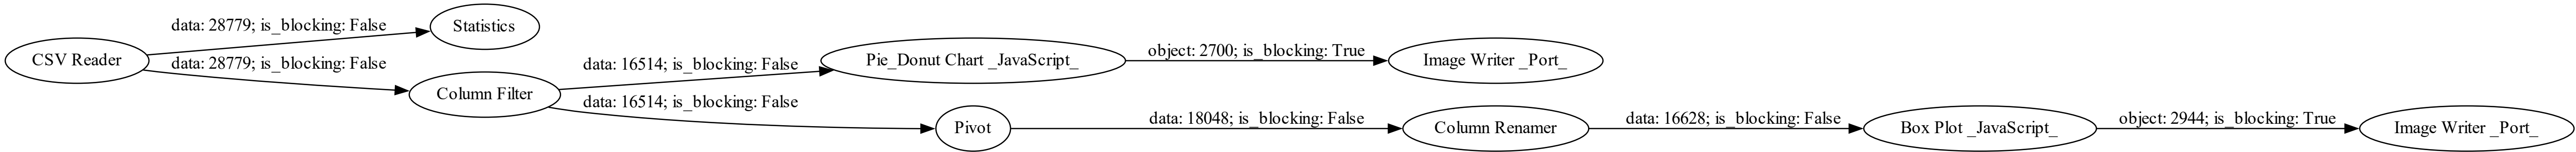 CSV Reader
data: 28779; is_blocking: False
Statistics
data: 28779; is_blocking: False
Column Filter
data: 16514; is_blocking: False
Pie_Donut Chart _JavaScript_
object: 2700; is_blocking: True
Image Writer _Port_
data: 16514; is_blocking: False
Pivot
data: 18048; is_blocking: False
Column Renamer
data: 16628; is_blocking: False
Box Plot _JavaScript_
object: 2944; is_blocking: True
Image Writer _Port_